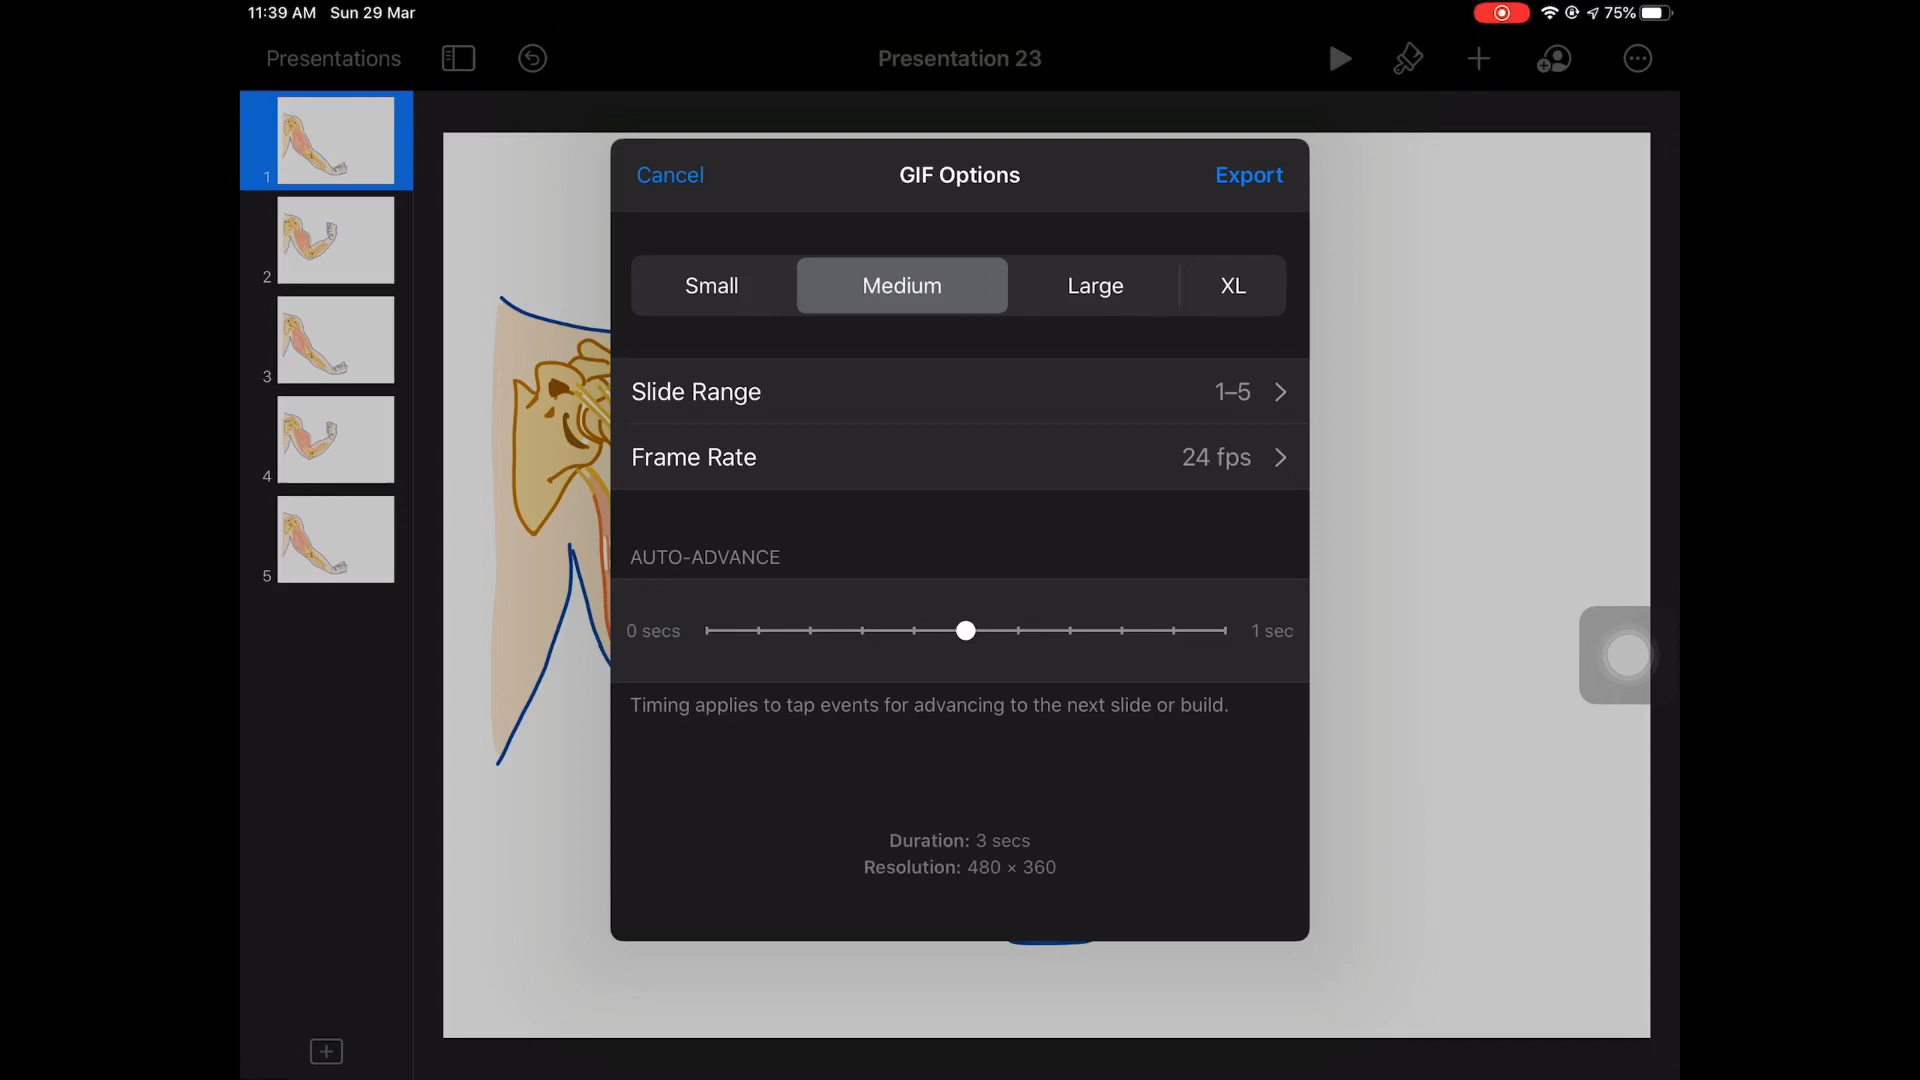 11:39 AM Sun 29 Mar
75%
Presentations
Presentation 23
1
2
3
4
5
Cancel
GIF Options
Export
Small
Medium
Large
XL
Slide Range
1–5
Frame Rate
24 fps
AUTO-ADVANCE
0 secs
1 sec
Timing applies to tap events for advancing to the next slide or build.
Duration: 3 secs
Resolution: 480 × 360